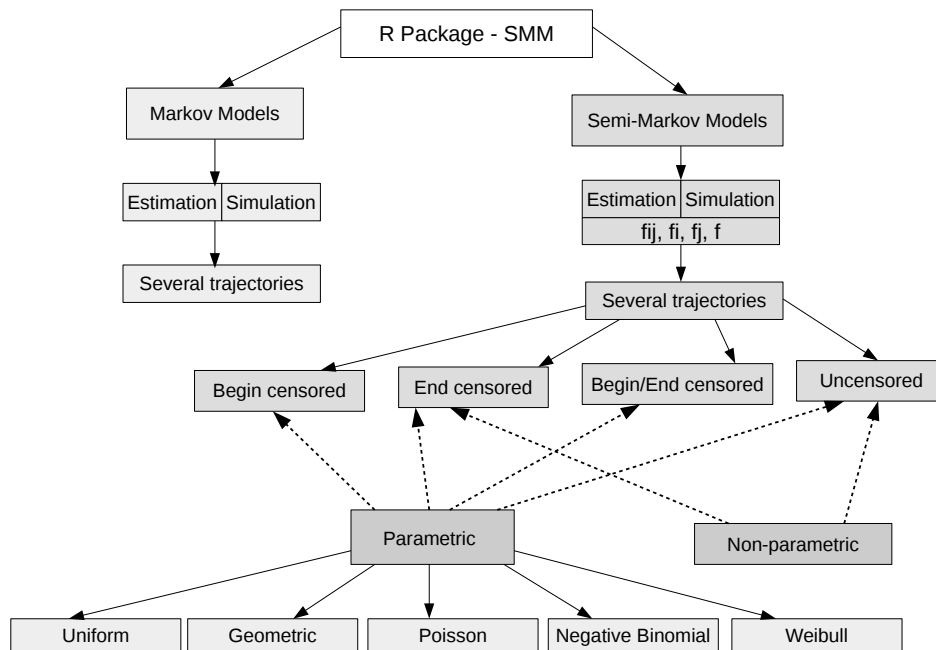 R Package - SMM
Markov Models
Semi-Markov Models
Estimation
Simulation
Estimation
Simulation
fij, fi, fj, f
Several trajectories
Several trajectories
Begin censored
End censored
Begin/End censored
Uncensored
Parametric
Non-parametric
Uniform
Geometric
Poisson
Negative Binomial
Weibull